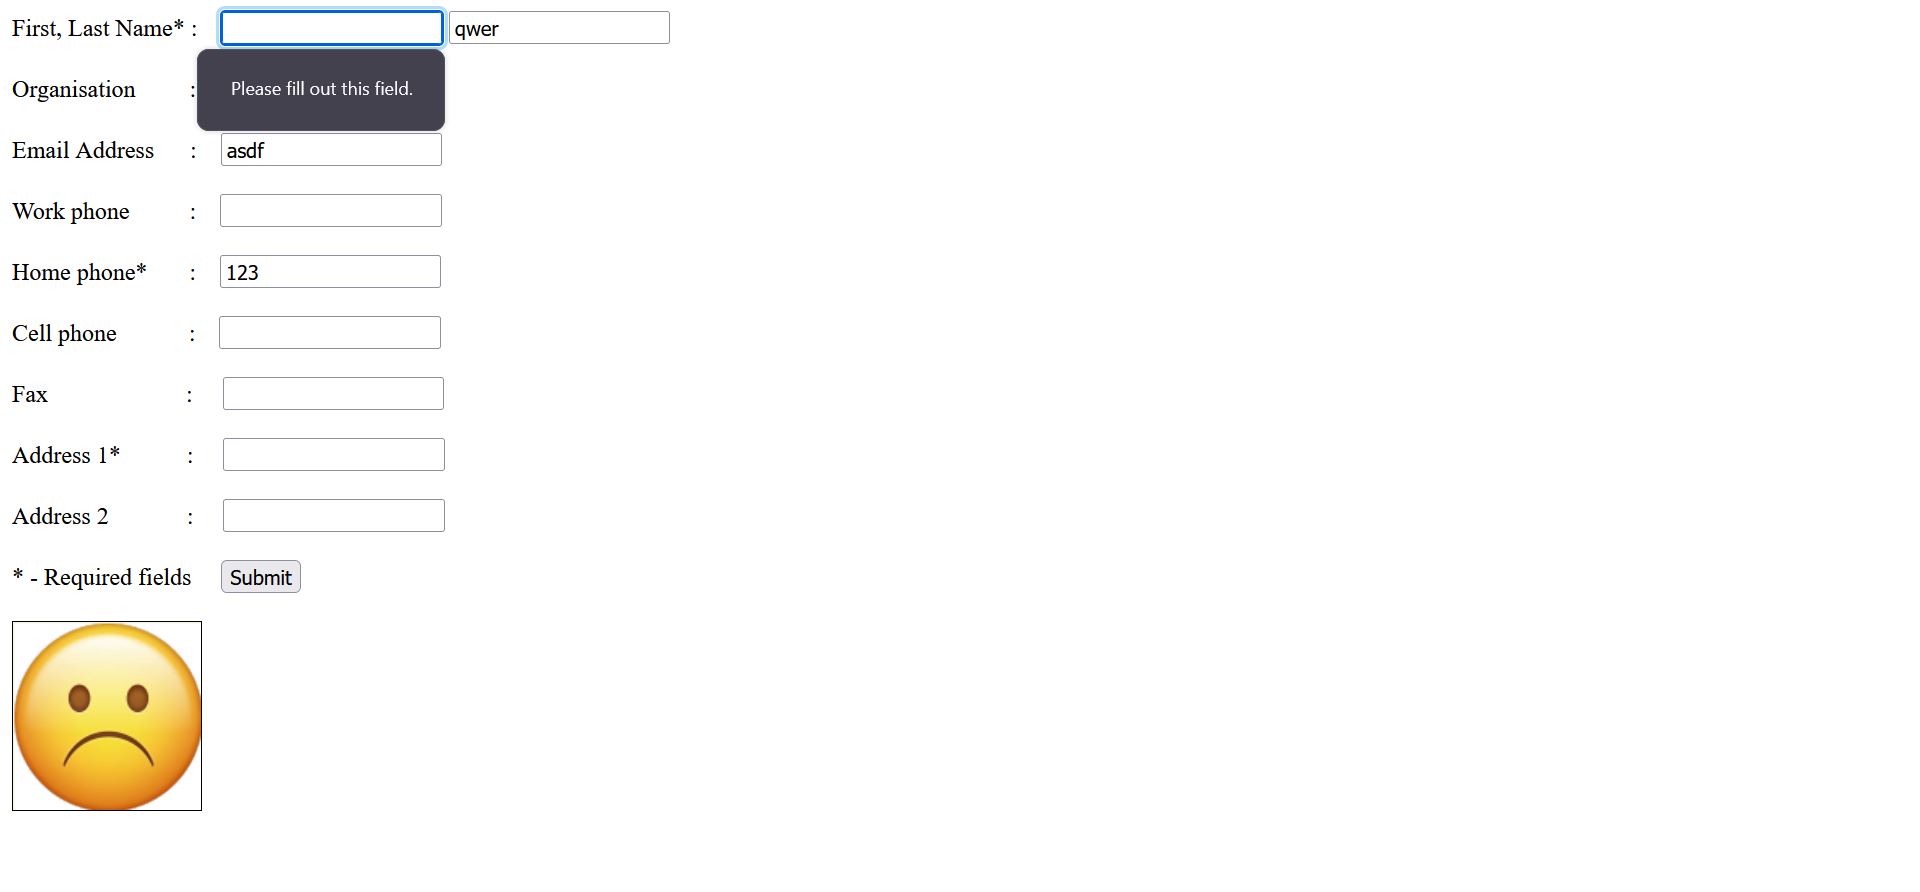 First, Last Name* : qwer
Organisation :
Please fill out this field.
Email Address : asdf
Work phone :
Home phone* : 123
Cell phone :
Fax :
Address 1* :
Address 2 :
* - Required fields Submit